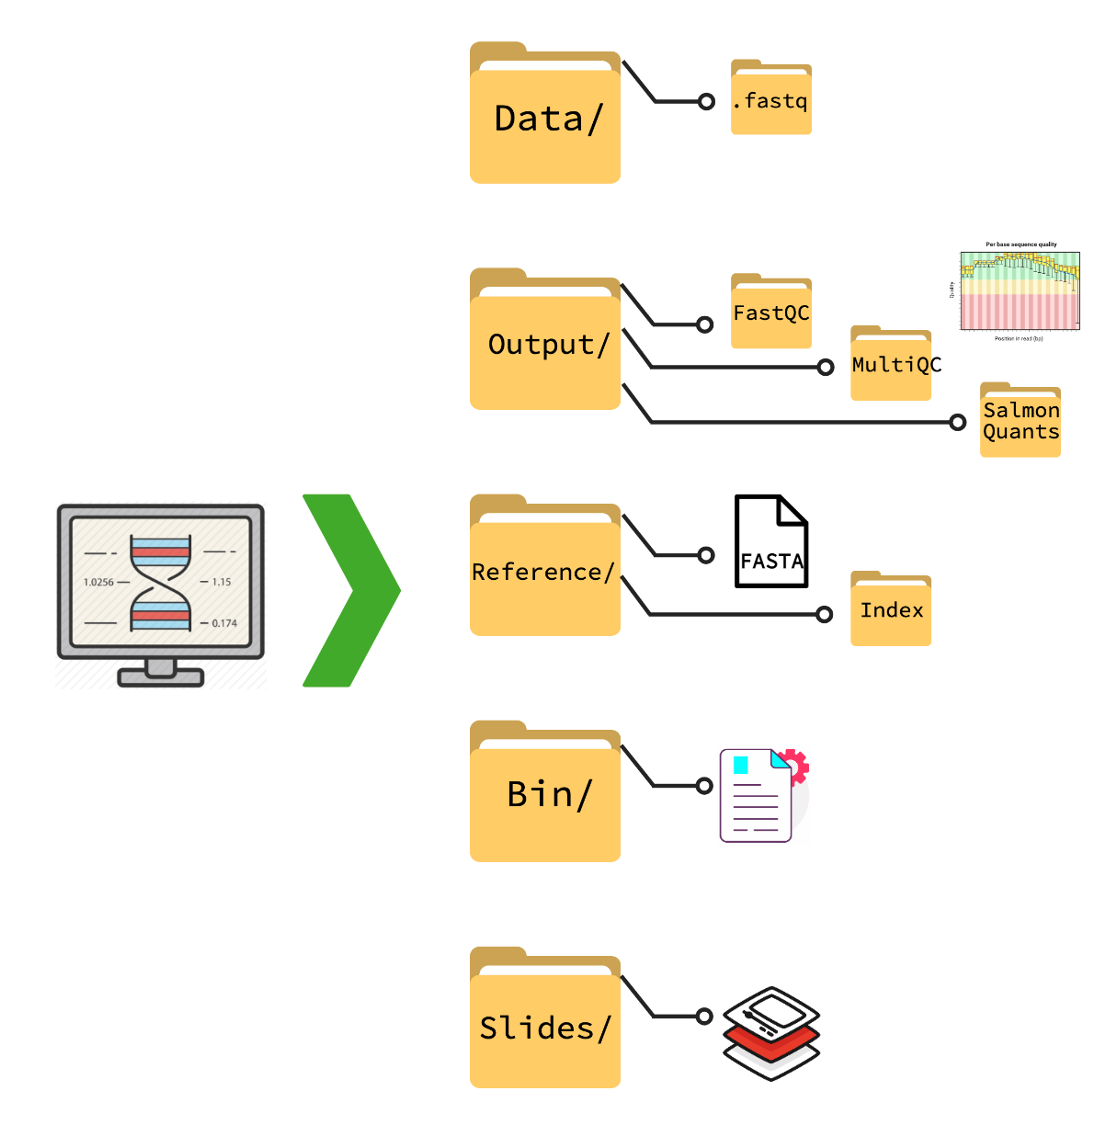 Data/
.fastq
Per base sequence quality
Quality
Position in read (bp)
Output/
FastQC
MultiQC
Salmon
Quants
Reference/
FASTA
Index
1.0256
1.15
0.174
Bin/
Slides/